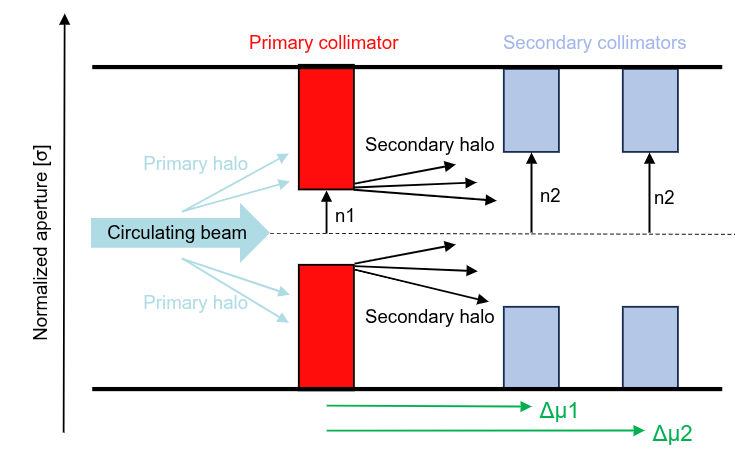 Primary collimator
Secondary collimators
Normalized aperture [σ]
Primary halo
Secondary halo
n1
n2
n2
Circulating beam
Primary halo
Secondary halo
Δμ1
Δμ2